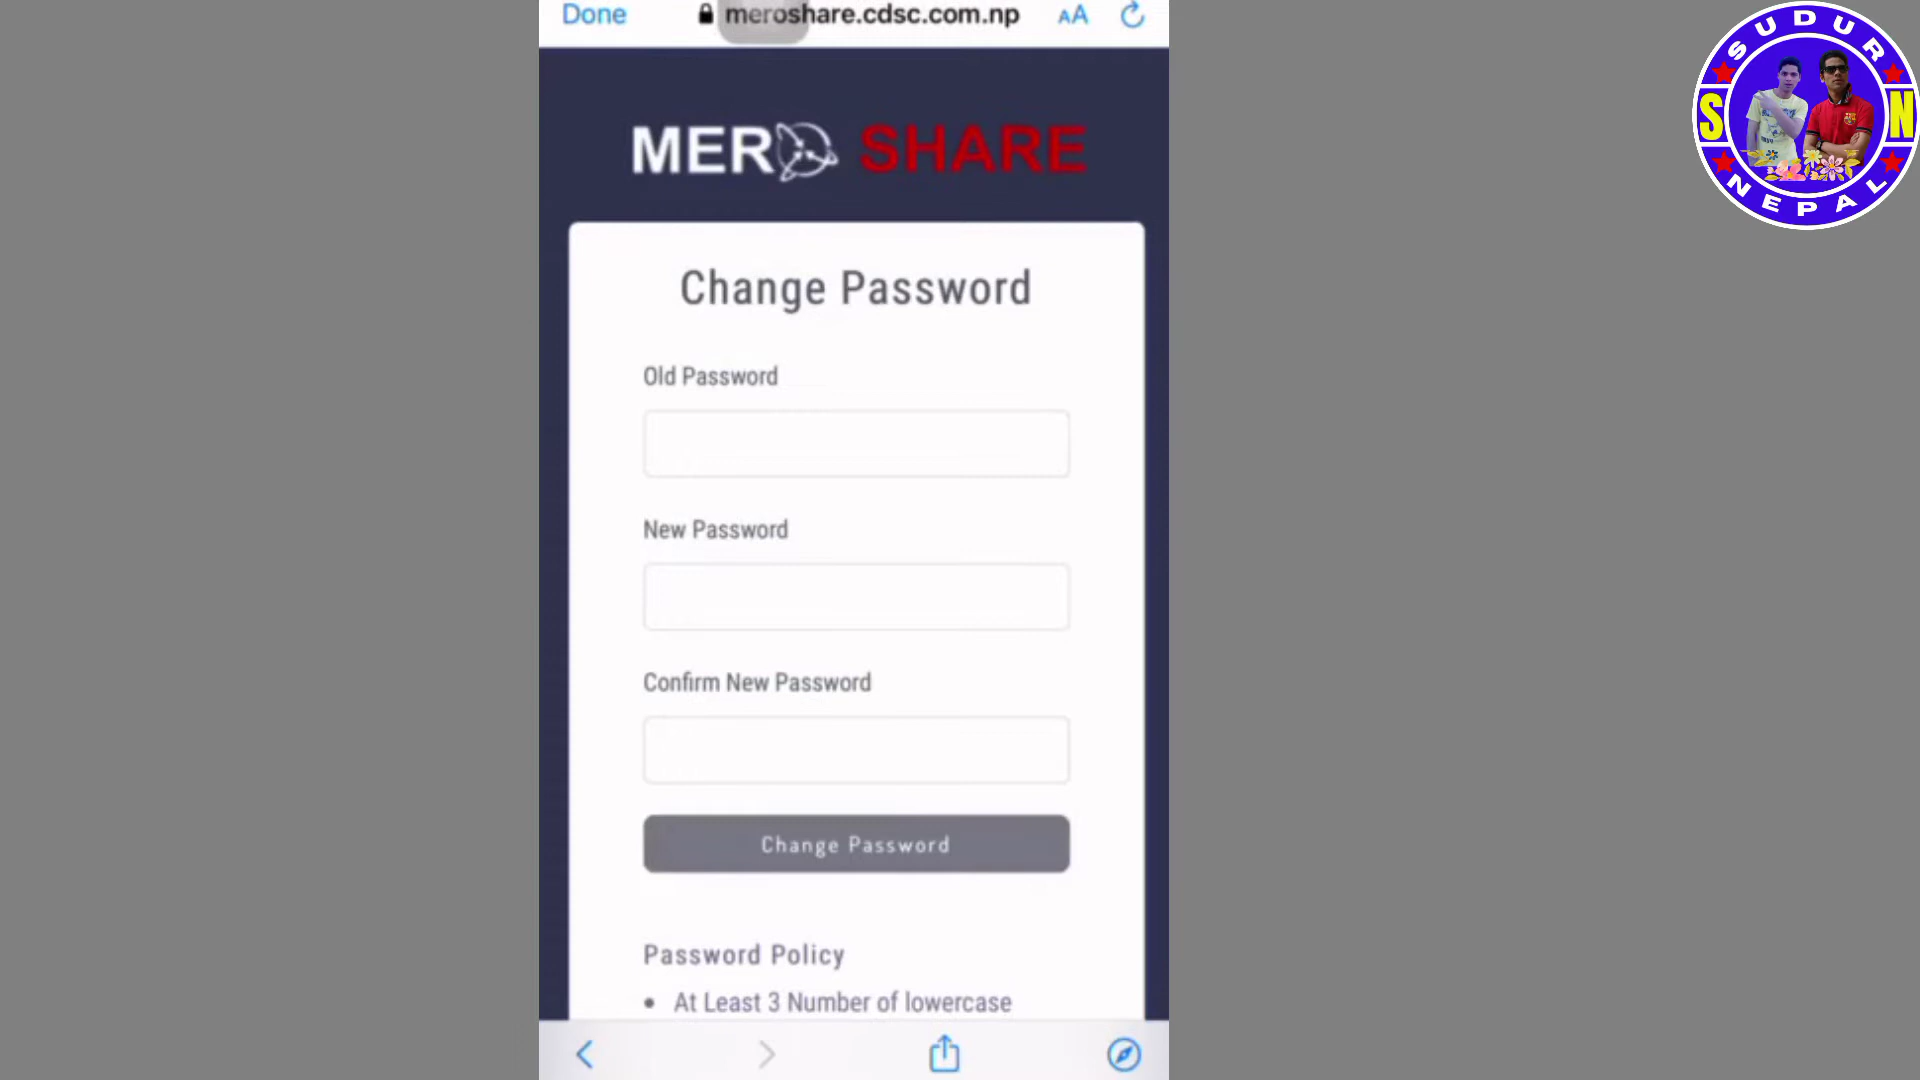 Done
meroshare.cdsc.com.np
AA
SUDUR
S N
NEPAL
MERO SHARE
Change Password
Old Password
New Password
Confirm New Password
Change Password
Password Policy
• At Least 3 Number of lowercase